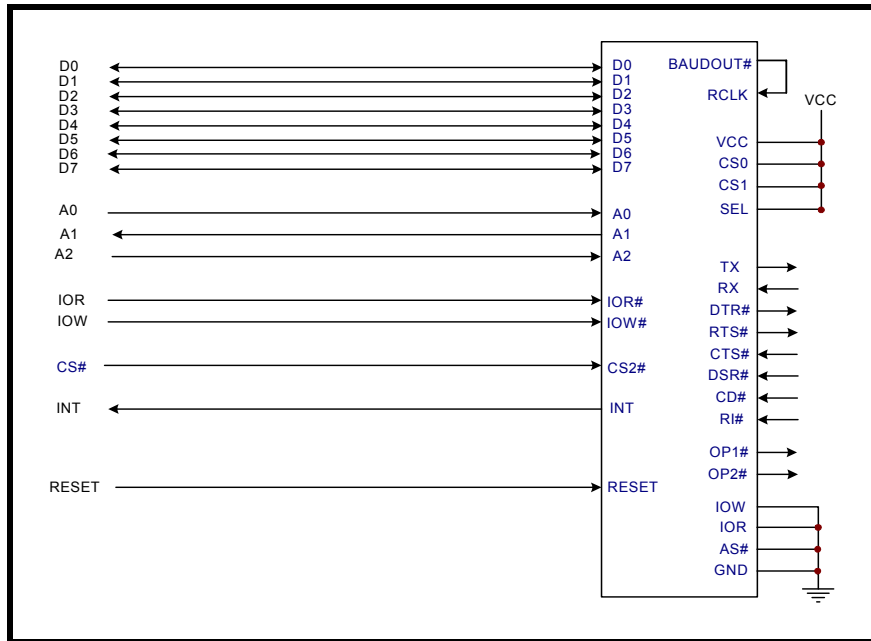 D0 D0 BAUDOUT#
D1 D1
D2 D2 RCLK
D3 D3 VCC
D4 D4
D5 D5 VCC
D6 D6 CS0
D7 D7
CS1
A0 A0 SEL
A1 A1
A2 A2
TX
RX
IOR IOR# DTR#
IOW IOW# RTS#
CTS#
CS# CS2# DSR#
CD#
INT INT RI#
OP1#
OP2#
RESET RESET
IOW
IOR
AS#
GND